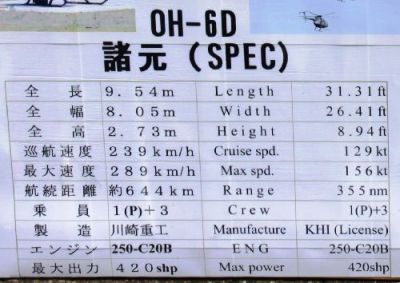 OH-6D
諸元 (SPEC)
全長 9.54m Length 31.31ft
全幅 8.05m Width 26.41ft
全高 2.73m Height 8.94ft
巡航速度 239km/h Cruise spd. 129kt
最大速度 289km/h Max spd. 156kt
航続距離 約644km Range 355nm
乗員 1(P)+3 Crew 1(P)+3
製造 川崎重工 Manufacture KHI (License)
エンジン 250-C20B ENG 250-C20B
最大出力 420shp Max power 420shp